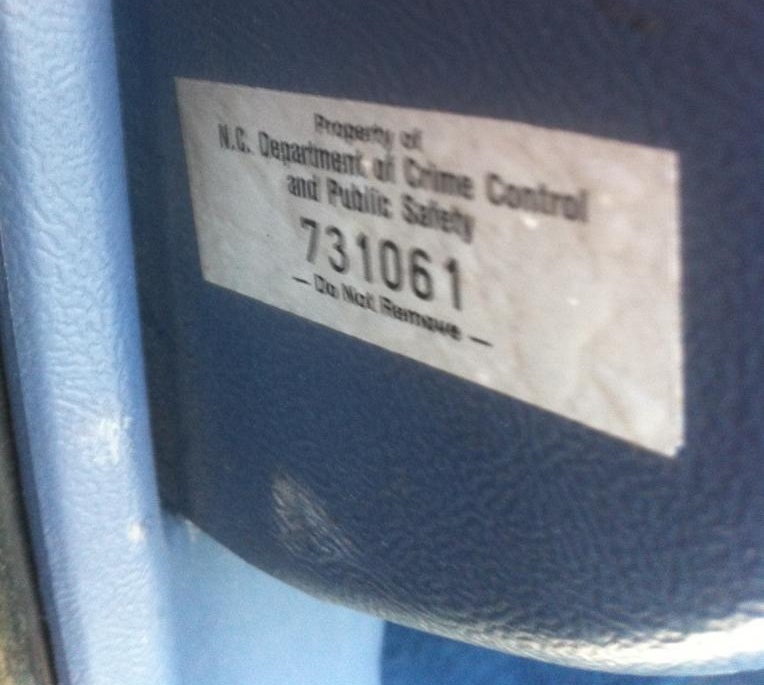 Property of
N.C. Department of Crime Control
and Public Safety
731061
— Do Not Remove —